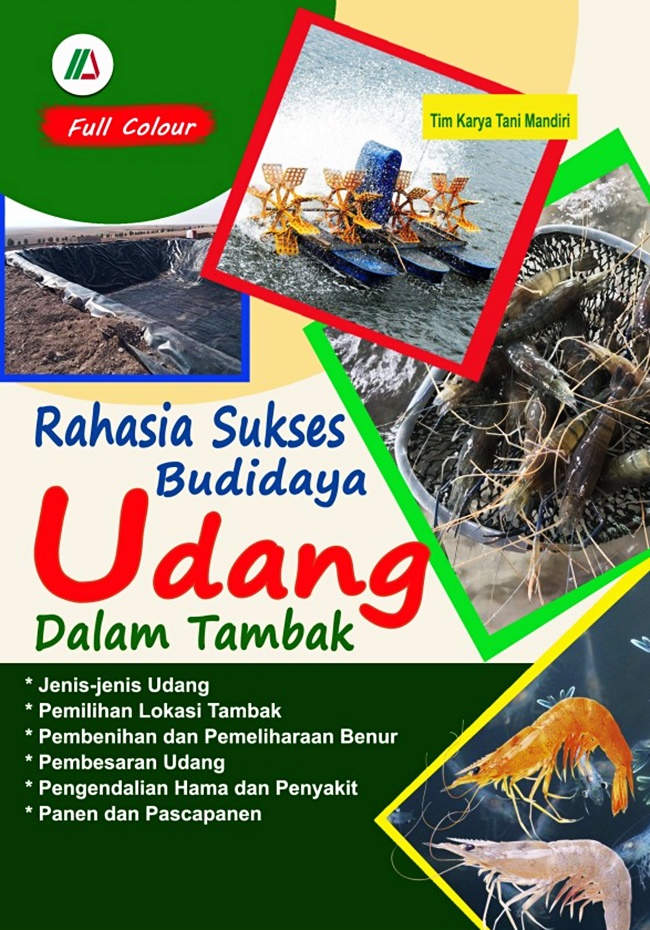 Full Colour
Tim Karya Tani Mandiri
Rahasia Sukses
Budidaya
Udang
Dalam Tambak
* Jenis-jenis Udang
* Pemilihan Lokasi Tambak
* Pembenihan dan Pemeliharaan Benur
* Pembesaran Udang
* Pengendalian Hama dan Penyakit
* Panen dan Pascapanen